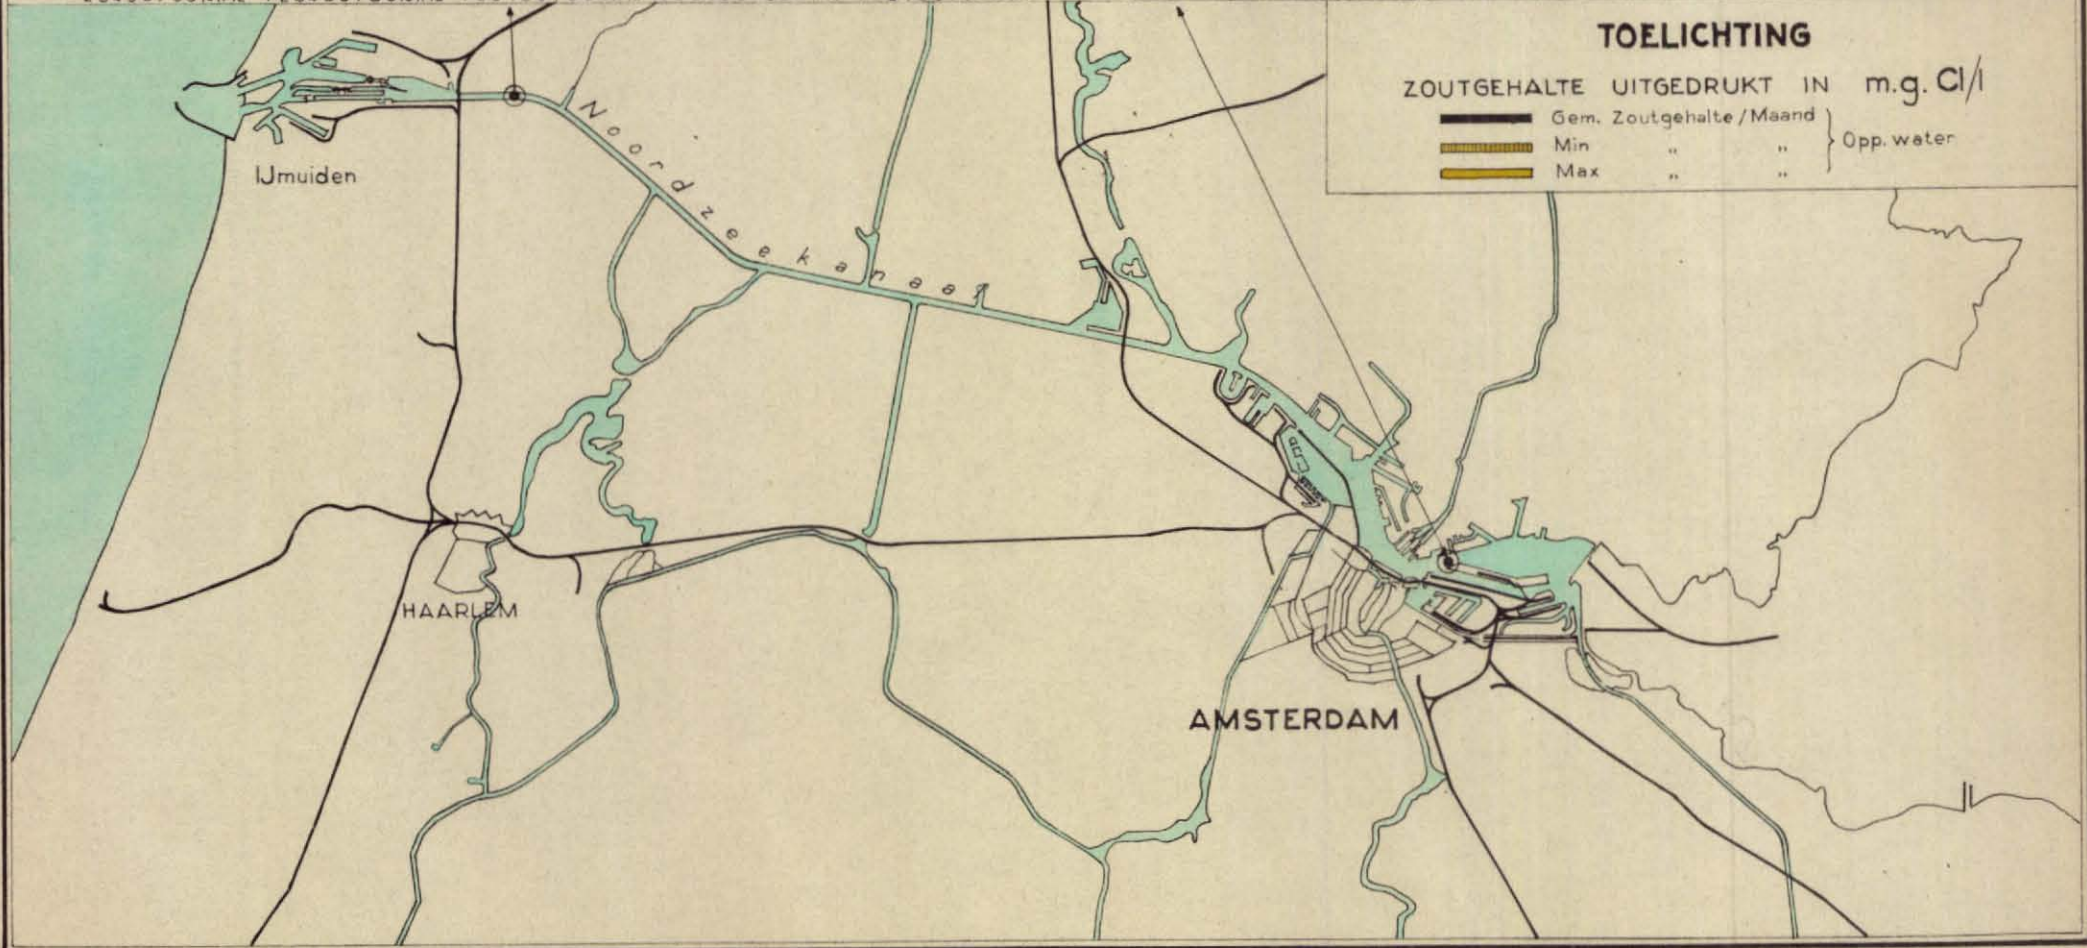 TOELICHTING
ZOUTGEHALTE UITGEDRUKT IN m.g. Cl/l
Gem. Zoutgehalte/Maand
Min „ „
Max „ „
Opp. water
IJmuiden
Noordzeekanaal
HAARLEM
AMSTERDAM